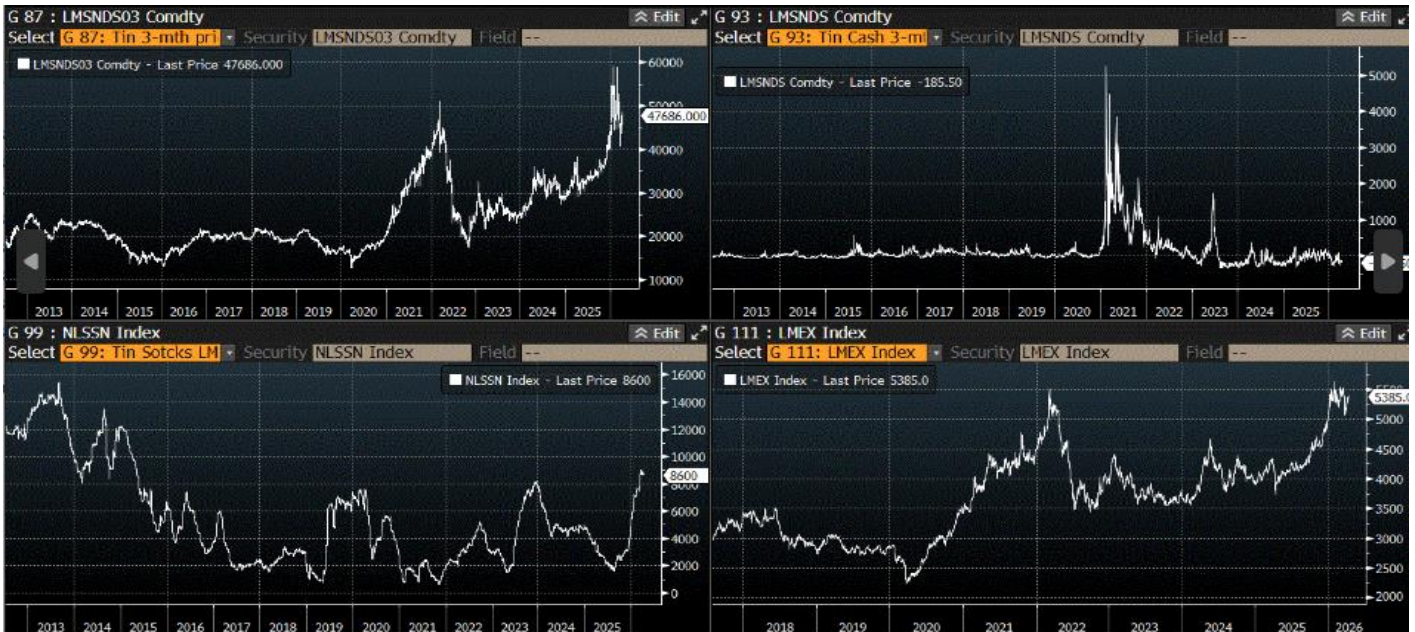 G 87 : LMSNDS03 Comdty
Edit
Select G 87: Tin 3-mth pri Security LMSNDS03 Comdty Field --
LMSNDS03 Comdty - Last Price 47686.000
60000
50000
47686.000
40000
30000
20000
10000
2013 2014 2015 2016 2017 2018 2019 2020 2021 2022 2023 2024 2025
G 93 : LMSNDS Comdty
Edit
Select G 93: Tin Cash 3-m Security LMSNDS Comdty Field --
LMSNDS Comdty - Last Price -185.50
5000
4000
3000
2000
1000
2013 2014 2015 2016 2017 2018 2019 2020 2021 2022 2023 2024 2025
G 99 : NLSSN Index
Edit
Select G 99: Tin Sotcks LM Security NLSSN Index Field --
NLSSN Index - Last Price 8600
16000
14000
12000
10000
8600
8000
6000
4000
2000
0
2013 2014 2015 2016 2017 2018 2019 2020 2021 2022 2023 2024 2025
G 111 : LMEX Index
Edit
Select G 111: LMEX Index Security LMEX Index Field --
LMEX Index - Last Price 5385.0
5500
5385.0
5000
4500
4000
3500
3000
2500
2000
2018 2019 2020 2021 2022 2023 2024 2025 2026